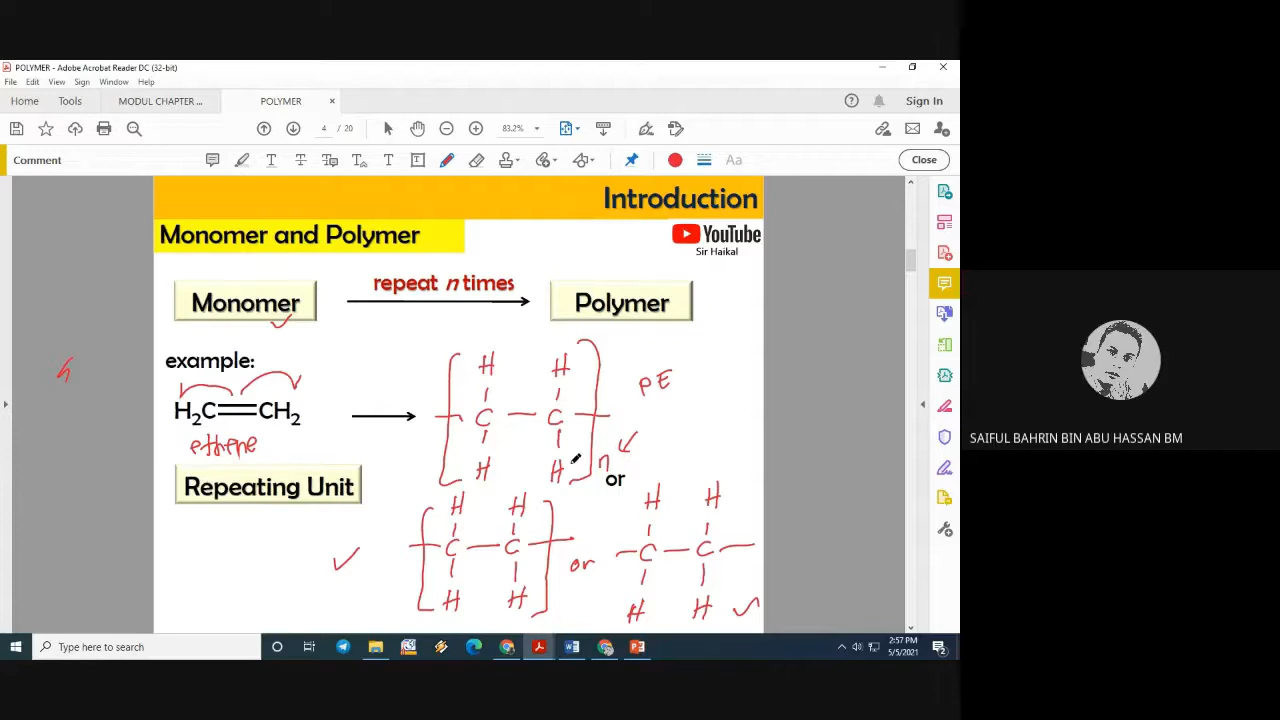 POLYMER - Adobe Acrobat Reader DC (32-bit)
File Edit View Sign Window Help
Home Tools MODUL CHAPTER ... POLYMER × Sign In
4 / 20 83.2%
Comment Aa Close
Introduction
Monomer and Polymer
YouTube
Sir Haikal
Monomer repeat n times Polymer
example:
H H
H₂C=CH₂ C — C PE
ethene H H n
or
Repeating Unit
H H H H
C — C or C — C
H H H H
SAIFUL BAHRIN BIN ABU HASSAN BM
Type here to search
2:57 PM
5/5/2021
2